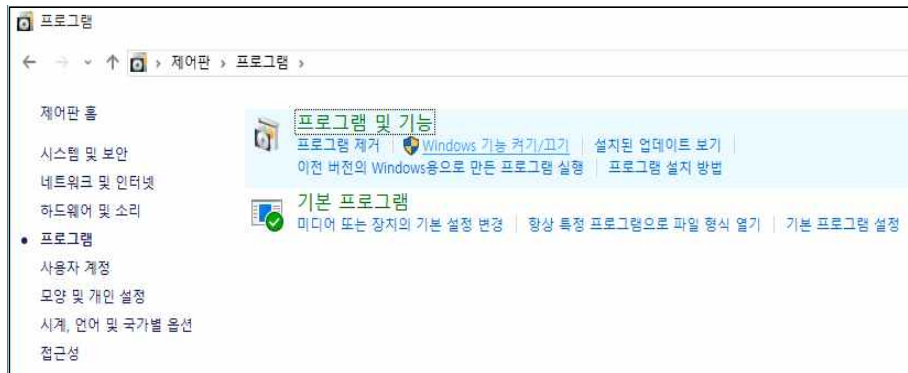 프로그램
제어판 › 프로그램 ›
제어판 홈
시스템 및 보안
네트워크 및 인터넷
하드웨어 및 소리
프로그램
사용자 계정
모양 및 개인 설정
시계, 언어 및 국가별 옵션
접근성
프로그램 및 기능
프로그램 제거 | Windows 기능 켜기/끄기 | 설치된 업데이트 보기 |
이전 버전의 Windows용으로 만든 프로그램 실행 | 프로그램 설치 방법
기본 프로그램
미디어 또는 장치의 기본 설정 변경 | 항상 특정 프로그램으로 파일 형식 열기 | 기본 프로그램 설정